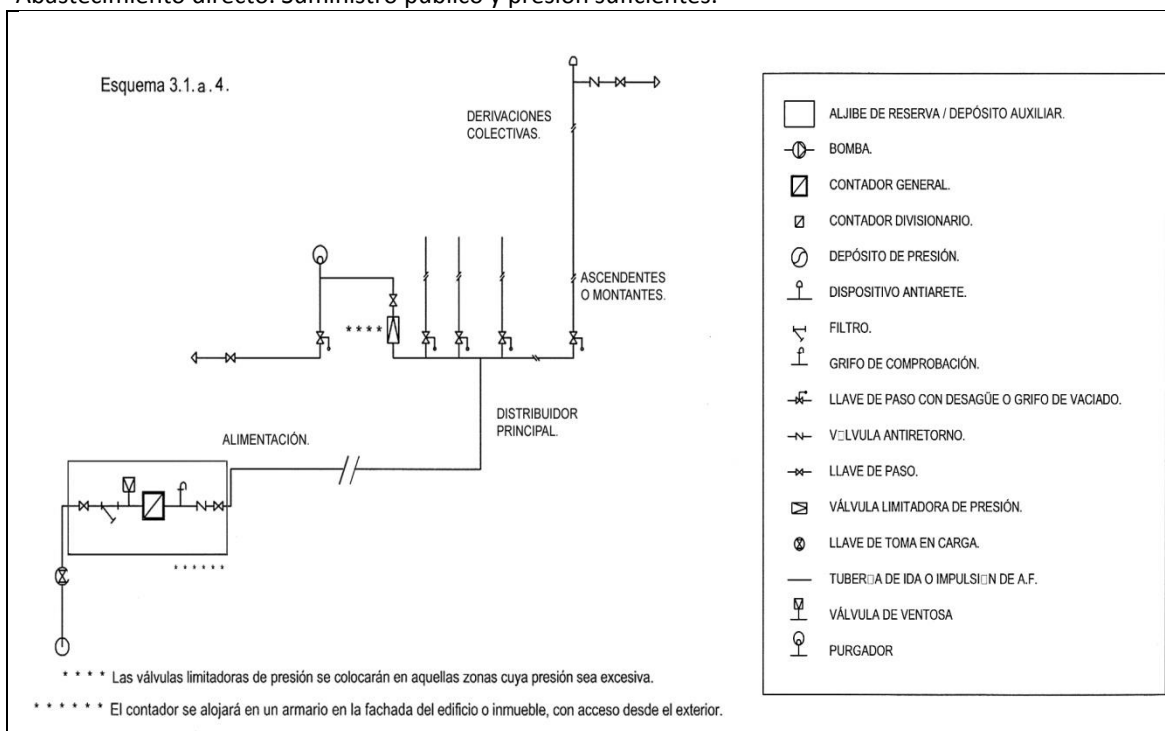 Abastecimiento directo. Suministro público y presión suficientes.
Esquema 3.1.a.4.
DERIVACIONES
COLECTIVAS.
ASCENDENTES
O MONTANTES.
* * * *
DISTRIBUIDOR
PRINCIPAL.
ALIMENTACIÓN.
* * * * * *
* * * * Las válvulas limitadoras de presión se colocarán en aquellas zonas cuya presión sea excesiva.
* * * * * * El contador se alojará en un armario en la fachada del edificio o inmueble, con acceso desde el exterior.
ALJIBE DE RESERVA / DEPÓSITO AUXILIAR.
BOMBA.
CONTADOR GENERAL.
CONTADOR DIVISIONARIO.
DEPÓSITO DE PRESIÓN.
DISPOSITIVO ANTIARETE.
FILTRO.
GRIFO DE COMPROBACIÓN.
LLAVE DE PASO CON DESAGÜE O GRIFO DE VACIADO.
V□LVULA ANTIRETORNO.
LLAVE DE PASO.
VÁLVULA LIMITADORA DE PRESIÓN.
LLAVE DE TOMA EN CARGA.
TUBER□A DE IDA O IMPULSI□N DE A.F.
VÁLVULA DE VENTOSA
PURGADOR